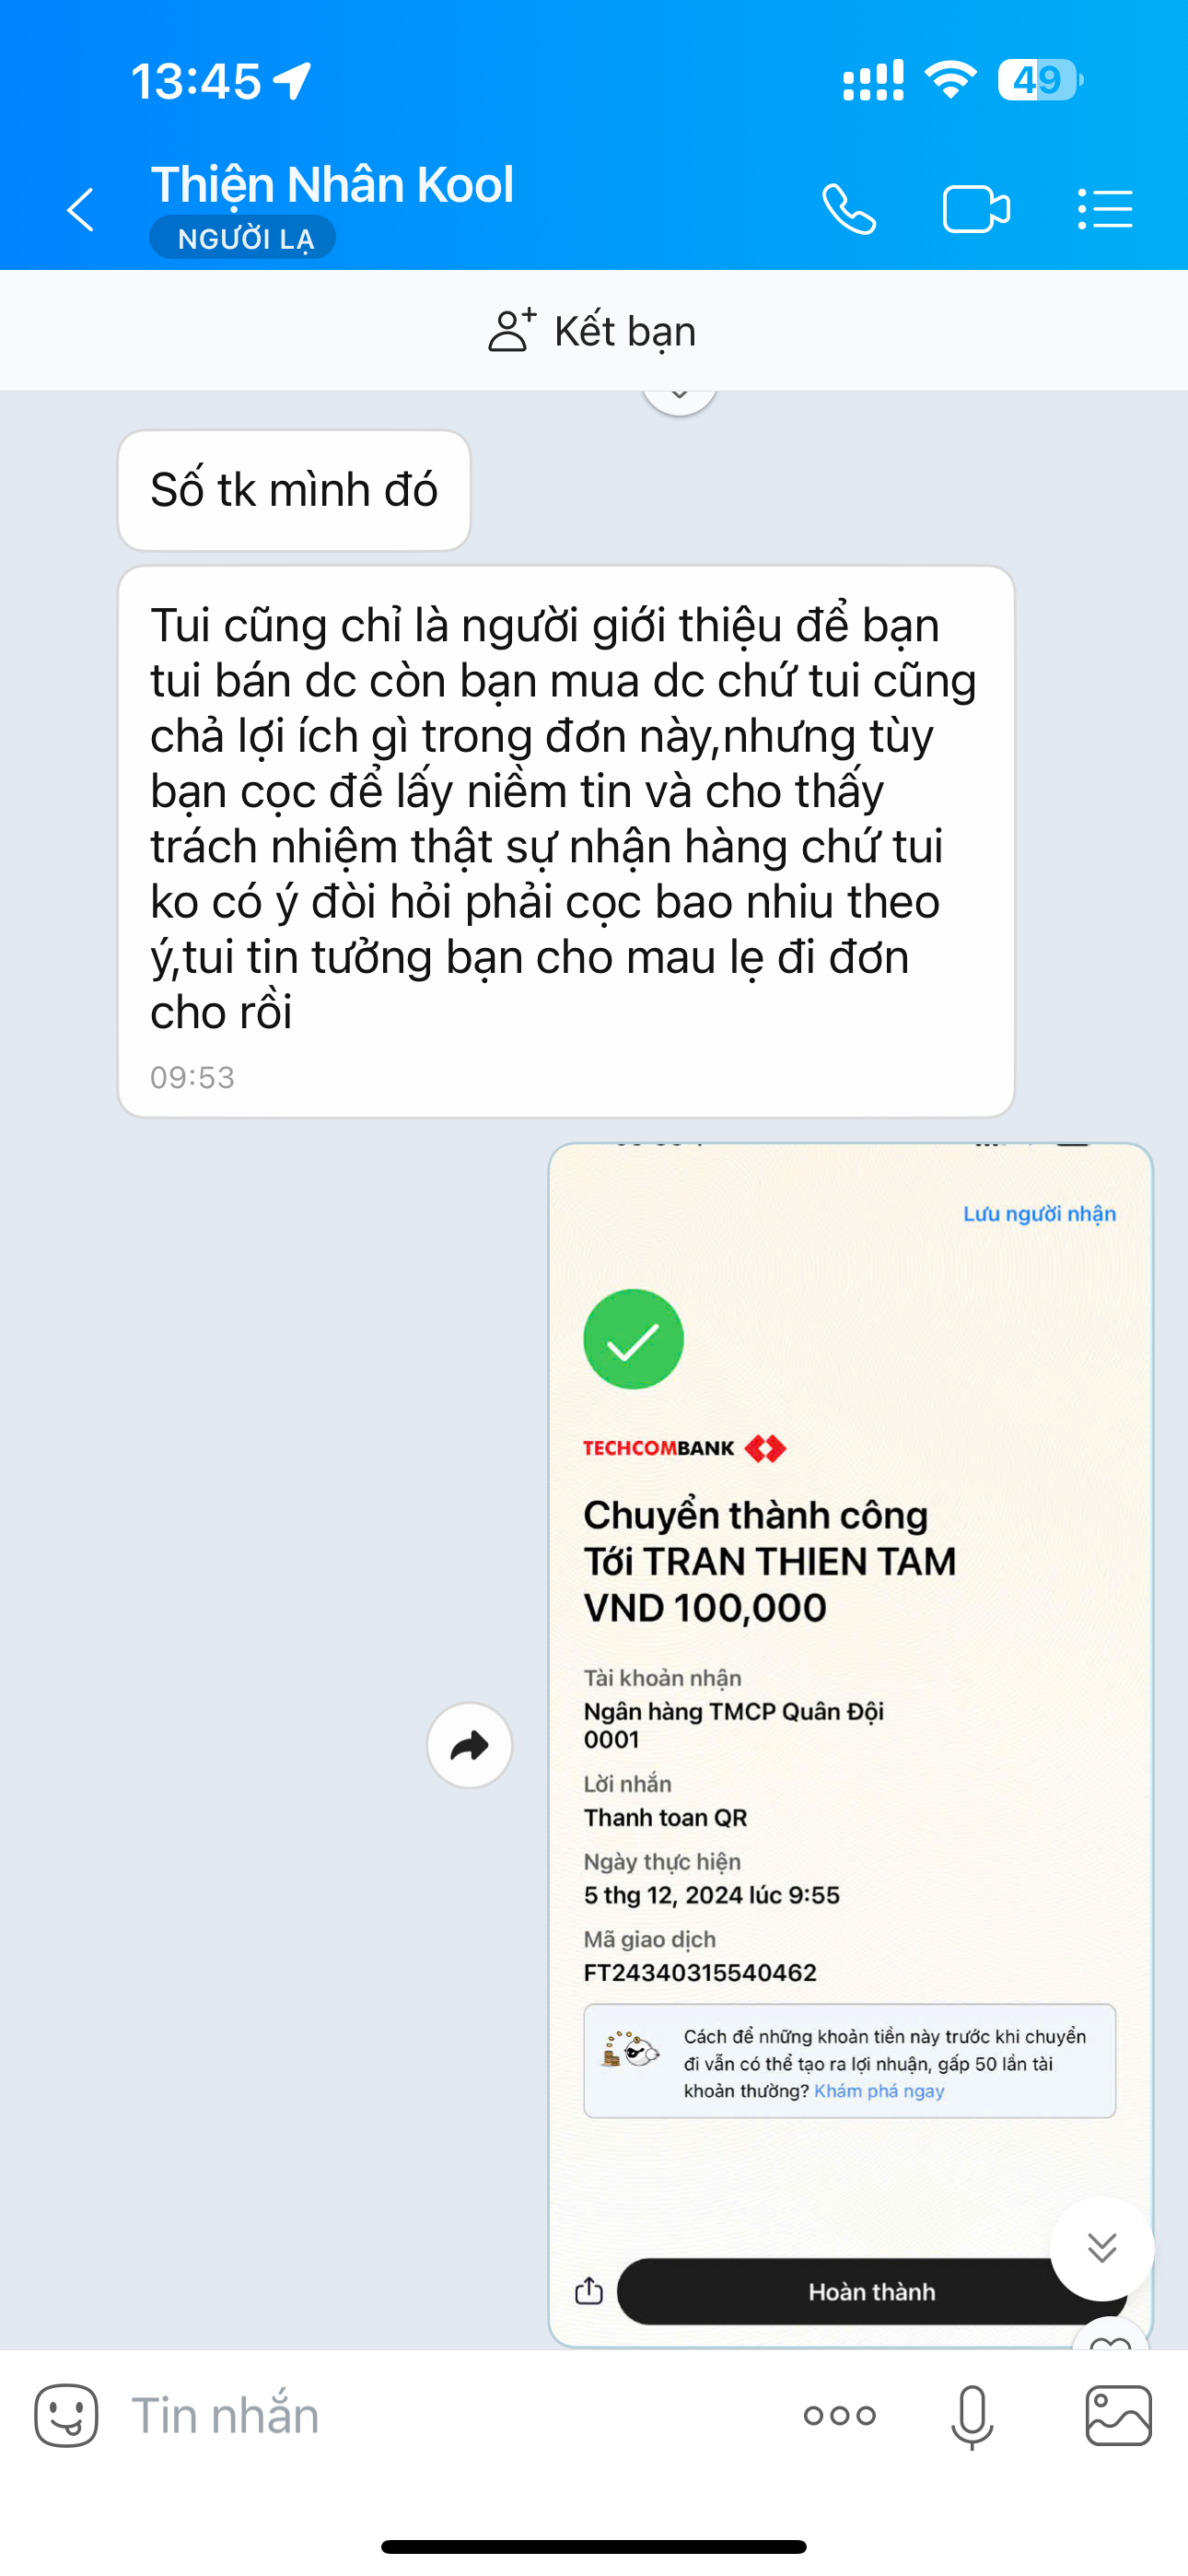 13:45
49
Thiện Nhân Kool
NGƯỜI LẠ
Kết bạn
Số tk mình đó
Tui cũng chỉ là người giới thiệu để bạn
tui bán dc còn bạn mua dc chứ tui cũng
chả lợi ích gì trong đơn này,nhưng tùy
bạn cọc để lấy niềm tin và cho thấy
trách nhiệm thật sự nhận hàng chứ tui
ko có ý đòi hỏi phải cọc bao nhiu theo
ý,tui tin tưởng bạn cho mau lẹ đi đơn
cho rồi
09:53
Lưu người nhận
TECHCOMBANK
Chuyển thành công
Tới TRAN THIEN TAM
VND 100,000
Tài khoản nhận
Ngân hàng TMCP Quân Đội
0001
Lời nhắn
Thanh toan QR
Ngày thực hiện
5 thg 12, 2024 lúc 9:55
Mã giao dịch
FT24340315540462
Cách để những khoản tiền này trước khi chuyển
đi vẫn có thể tạo ra lợi nhuận, gấp 50 lần tài
khoản thường? Khám phá ngay
Hoàn thành
Tin nhắn